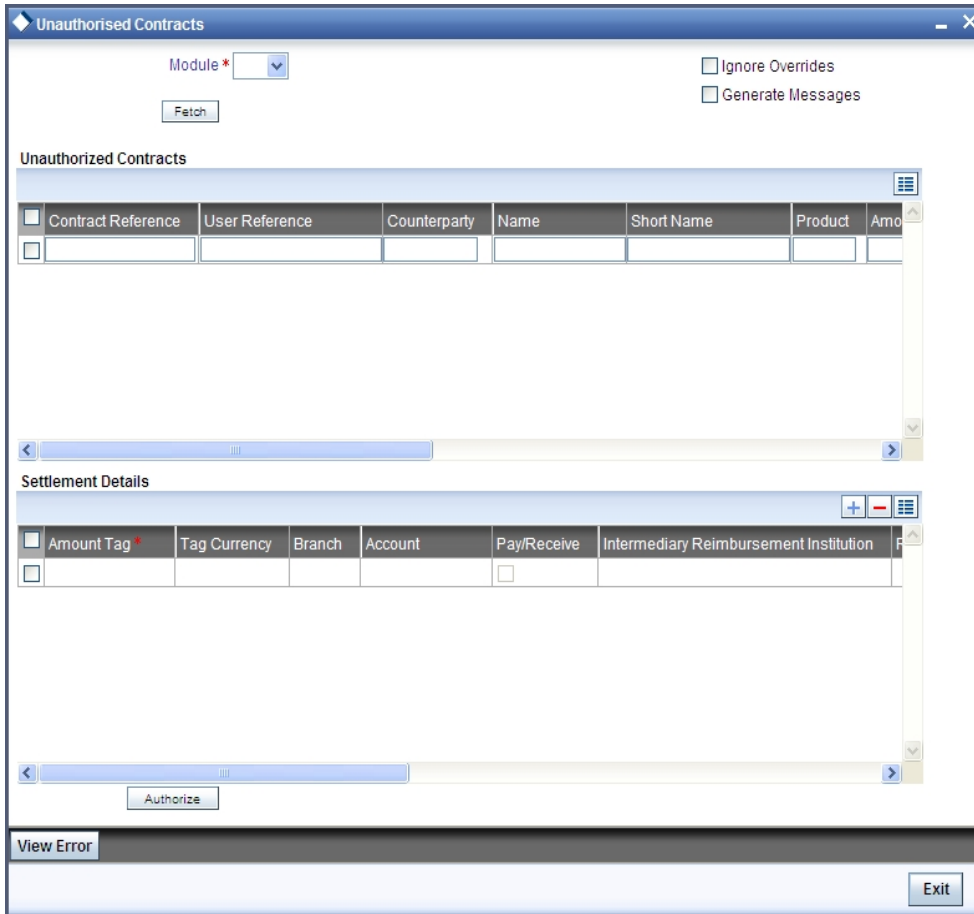 Unauthorised Contracts
Module *
Ignore Overrides
Fetch
Generate Messages
Unauthorized Contracts
Contract Reference User Reference Counterparty Name Short Name Product Amo
Settlement Details
Amount Tag * Tag Currency Branch Account Pay/Receive Intermediary Reimbursement Institution
Authorize
View Error
Exit